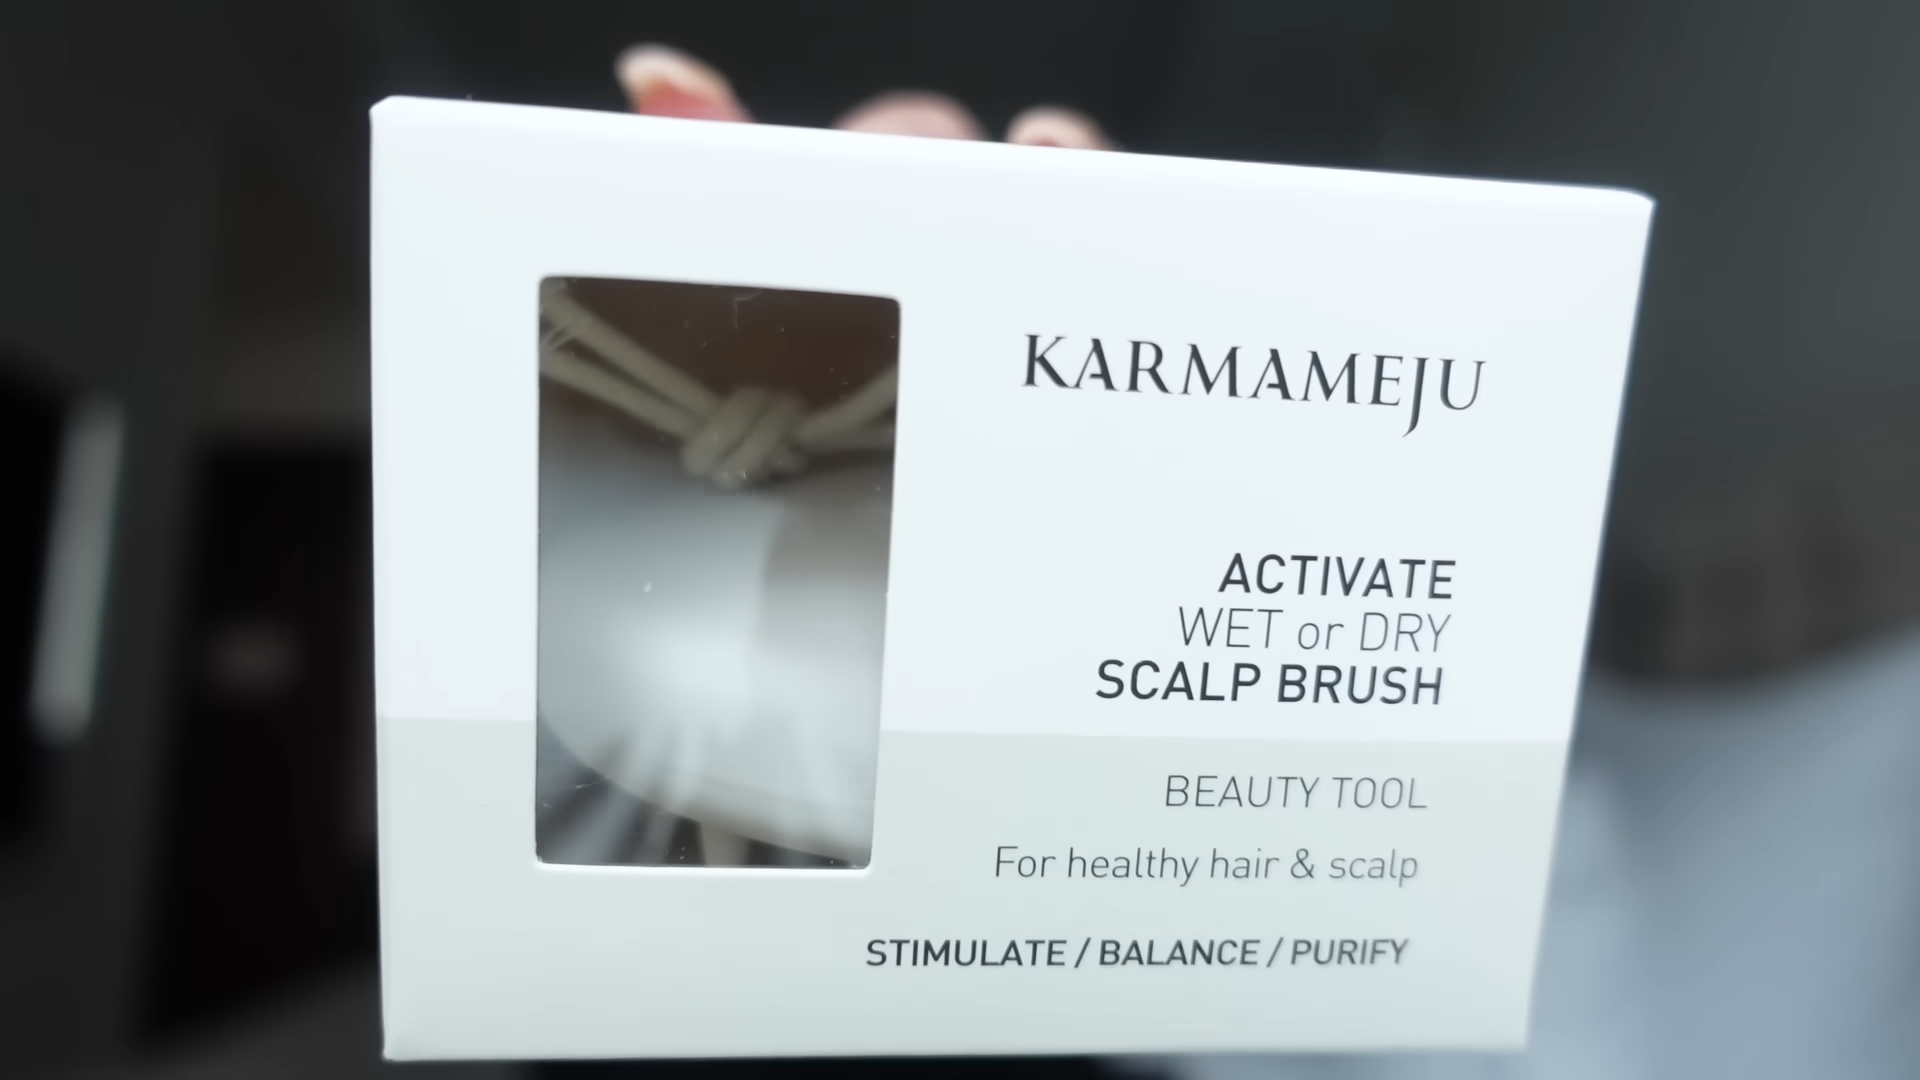 KARMAMEJU
ACTIVATE
WET or DRY
SCALP BRUSH
BEAUTY TOOL
For healthy hair & scalp
STIMULATE / BALANCE / PURIFY